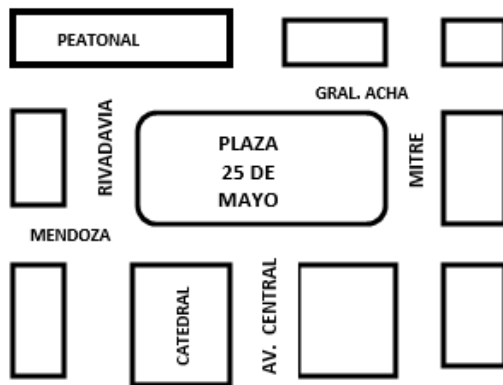 PEATONAL
GRAL. ACHA
RIVADAVIA
PLAZA
25 DE
MAYO
MITRE
MENDOZA
CATEDRAL
AV. CENTRAL